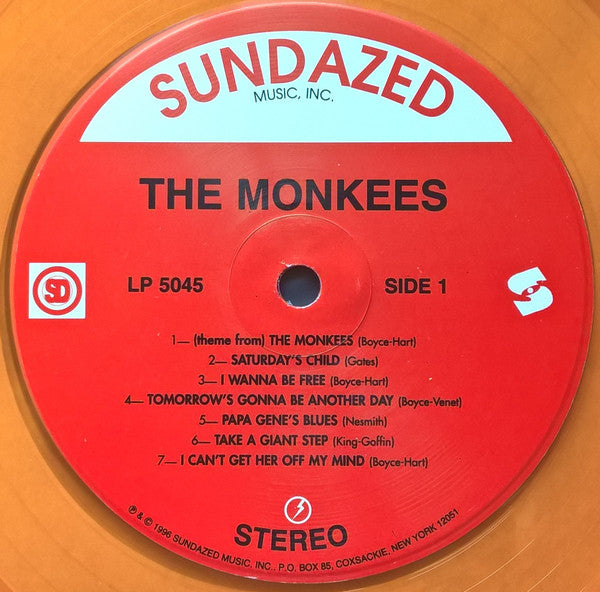 SUNDAZED
MUSIC, INC.
THE MONKEES
SD
LP 5045
SIDE 1
1— (theme from) THE MONKEES (Boyce-Hart)
2— SATURDAY'S CHILD (Gates)
3— I WANNA BE FREE (Boyce-Hart)
4— TOMORROW'S GONNA BE ANOTHER DAY (Boyce-Venet)
5— PAPA GENE'S BLUES (Nesmith)
6— TAKE A GIANT STEP (King-Goffin)
7— I CAN'T GET HER OFF MY MIND (Boyce-Hart)
STEREO
℗ & © 1996 SUNDAZED MUSIC, INC., P.O. BOX 85, COXSACKIE, NEW YORK 12051